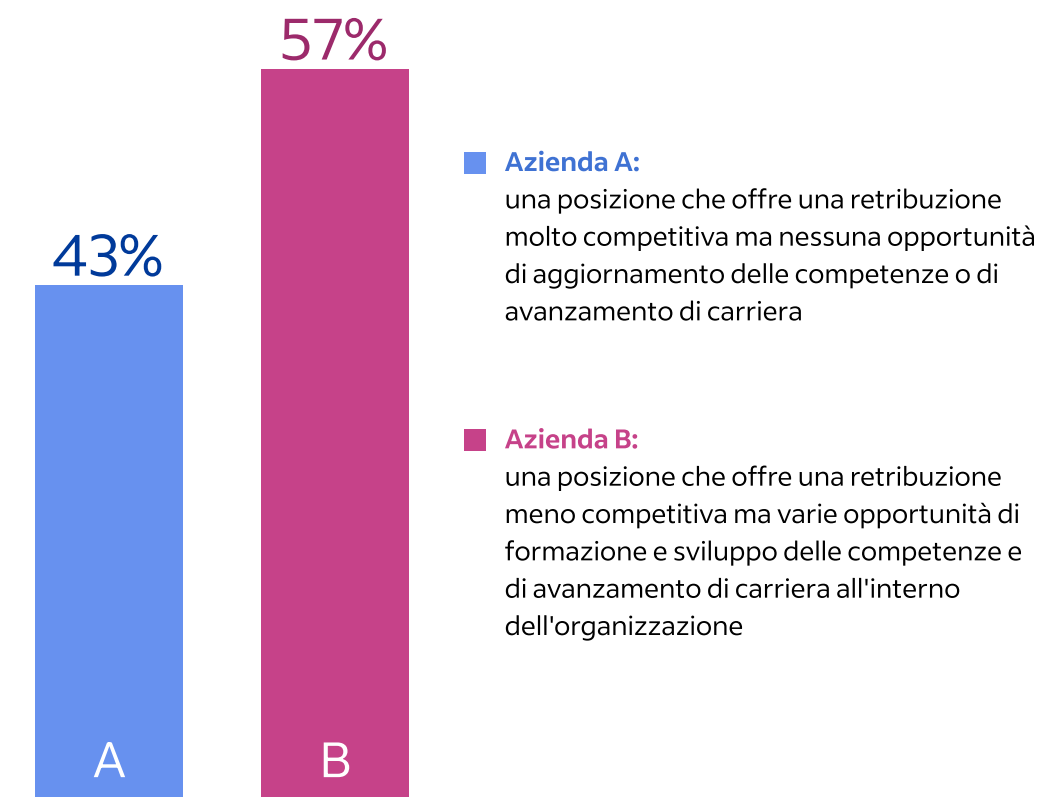 57%
43%
A
B
Azienda A:
una posizione che offre una retribuzione
molto competitiva ma nessuna opportunità
di aggiornamento delle competenze o di
avanzamento di carriera
Azienda B:
una posizione che offre una retribuzione
meno competitiva ma varie opportunità di
formazione e sviluppo delle competenze e
di avanzamento di carriera all'interno
dell'organizzazione